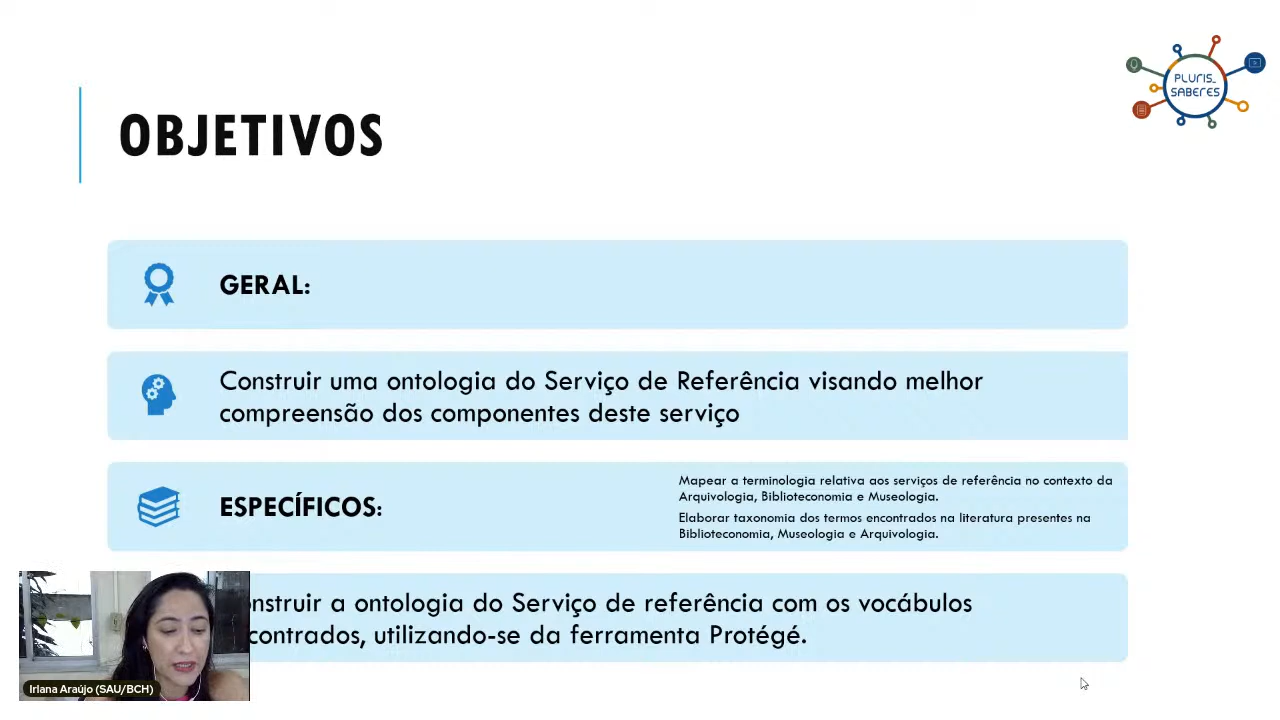 PLURIS_
SABERES
OBJETIVOS
GERAL:
Construir uma ontologia do Serviço de Referência visando melhor
compreensão dos componentes deste serviço
ESPECÍFICOS:
Mapear a terminologia relativa aos serviços de referência no contexto da
Arquivologia, Biblioteconomia e Museologia.
Elaborar taxonomia dos termos encontrados na literatura presentes na
Biblioteconomia, Museologia e Arquivologia.
onstruir a ontologia do Serviço de referência com os vocábulos
contrados, utilizando-se da ferramenta Protégé.
Irlana Araújo (SAU/BCH)